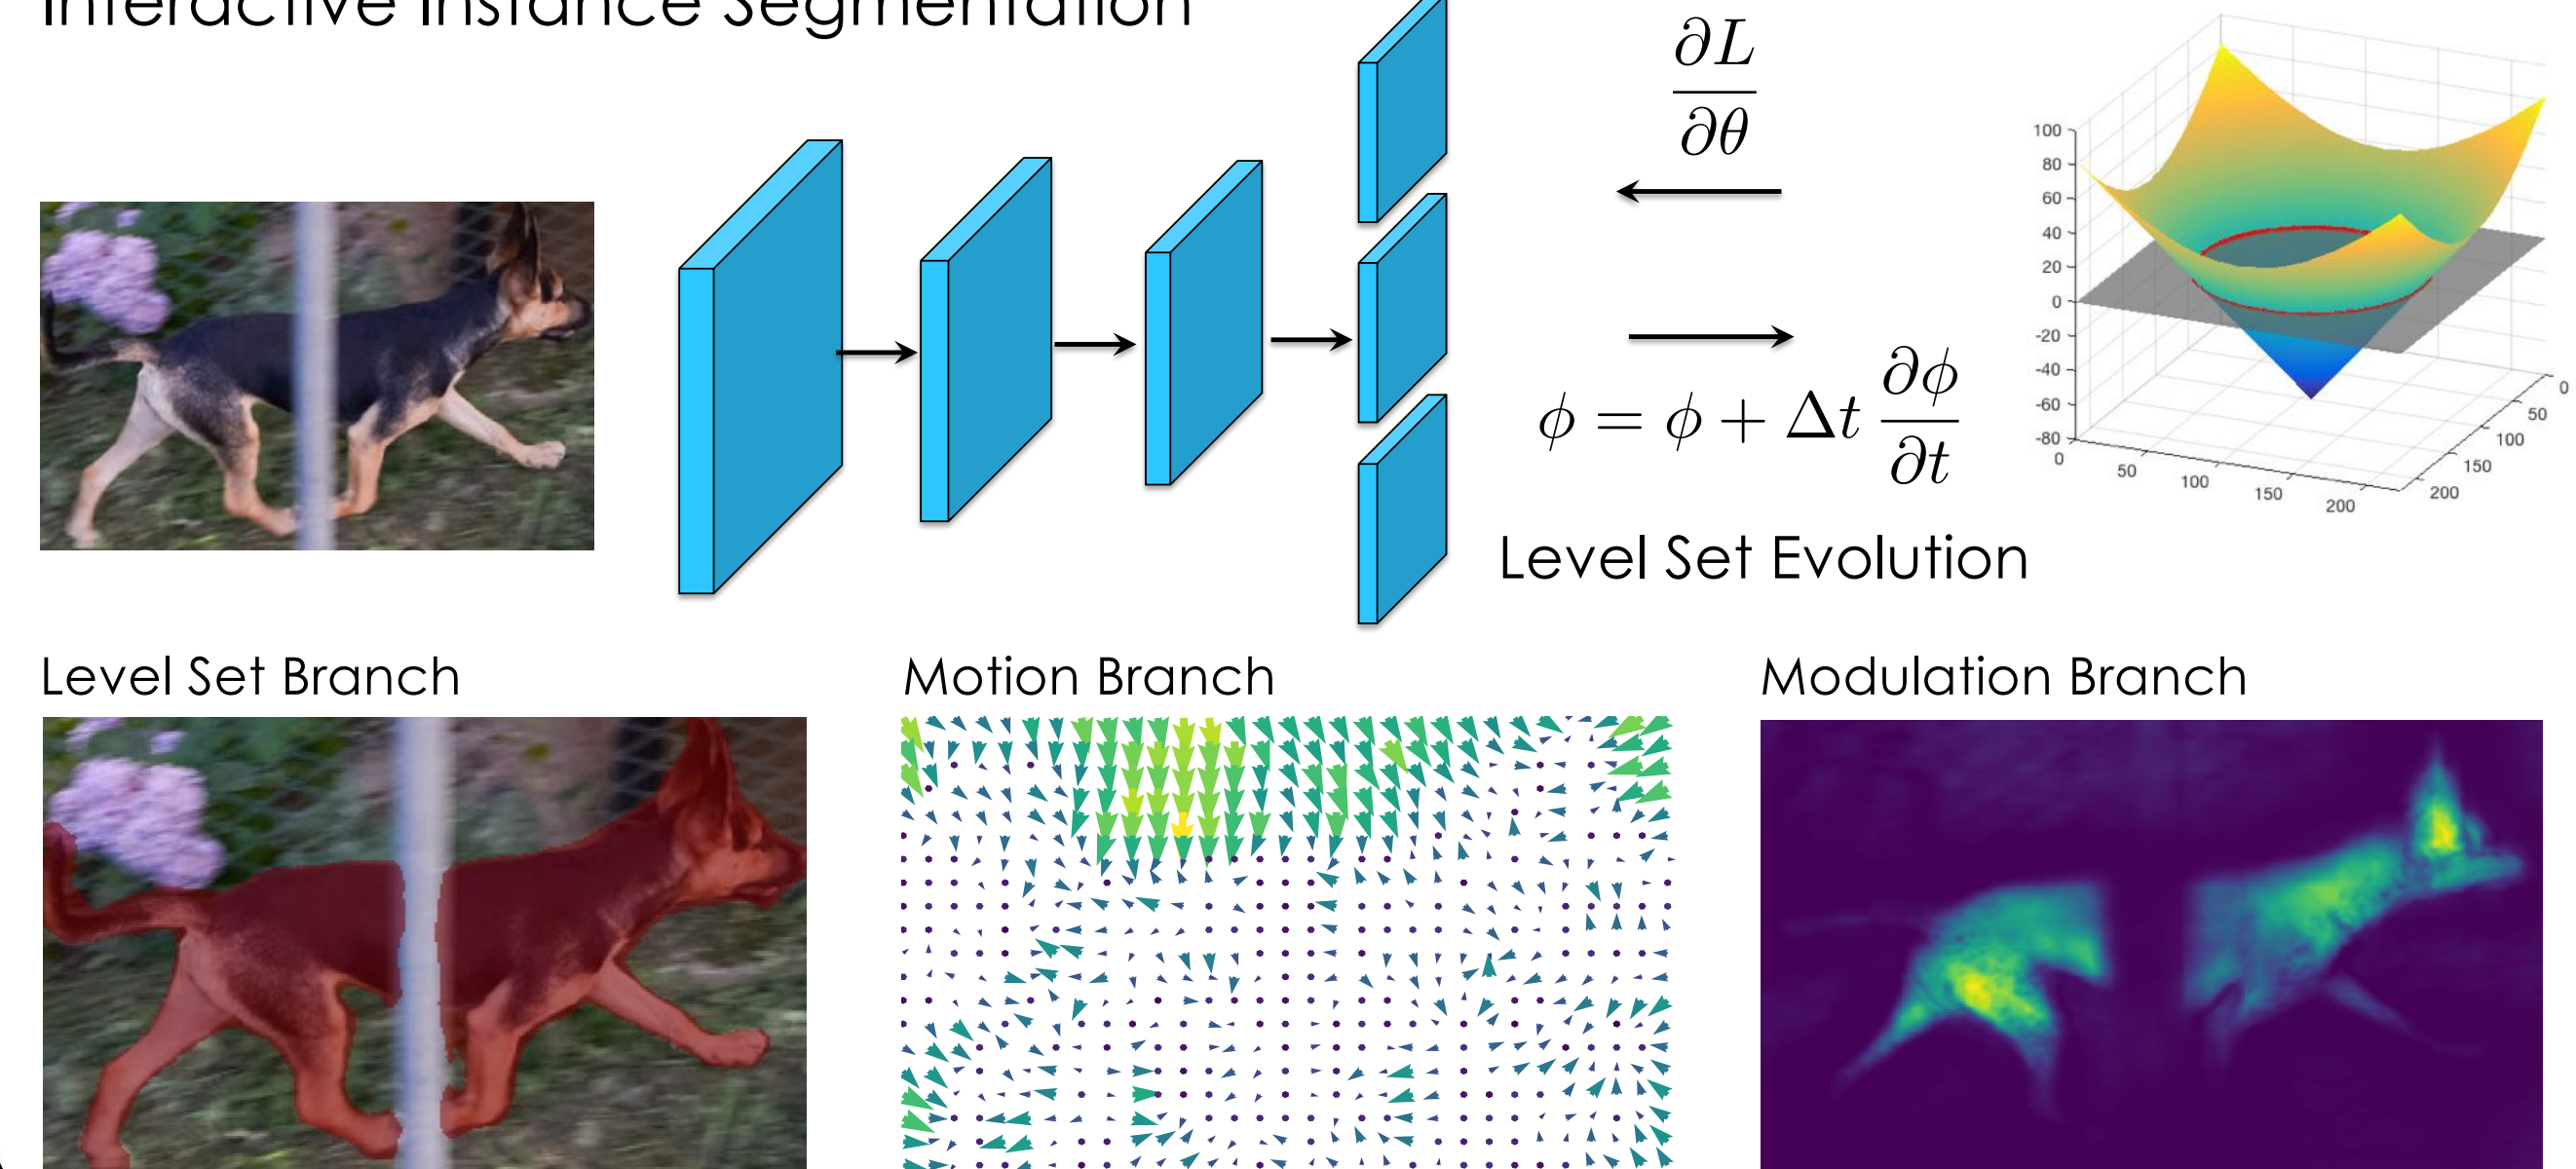 Interactive Instance Segmentation
∂L
∂θ
ϕ = ϕ + Δt ∂ϕ/∂t
100
80
60
40
20
0
-20
-40
-60
-80
0
50
100
150
200
0
50
100
150
200
Level Set Evolution
Level Set Branch
Motion Branch
Modulation Branch